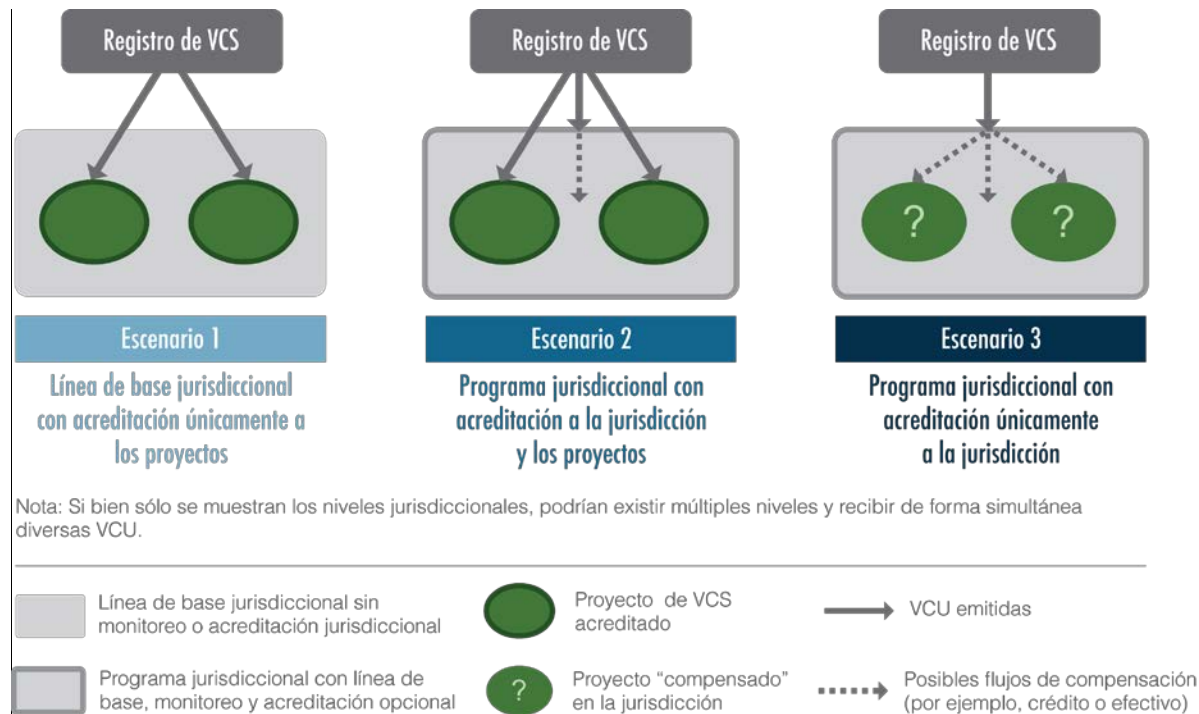 Registro de VCS
Registro de VCS
Registro de VCS
?
?
Escenario 1
Escenario 2
Escenario 3
Línea de base jurisdiccional
con acreditación únicamente a
los proyectos
Programa jurisdiccional con
acreditación a la jurisdicción
y los proyectos
Programa jurisdiccional con
acreditación únicamente
a la jurisdicción
Nota: Si bien sólo se muestran los niveles jurisdiccionales, podrían existir múltiples niveles y recibir de forma simultánea
diversas VCU.
Línea de base jurisdiccional sin
monitoreo o acreditación jurisdiccional
Proyecto de VCS
acreditado
VCU emitidas
Programa jurisdiccional con línea de
base, monitoreo y acreditación opcional
?
Proyecto “compensado”
en la jurisdicción
Posibles flujos de compensación
(por ejemplo, crédito o efectivo)